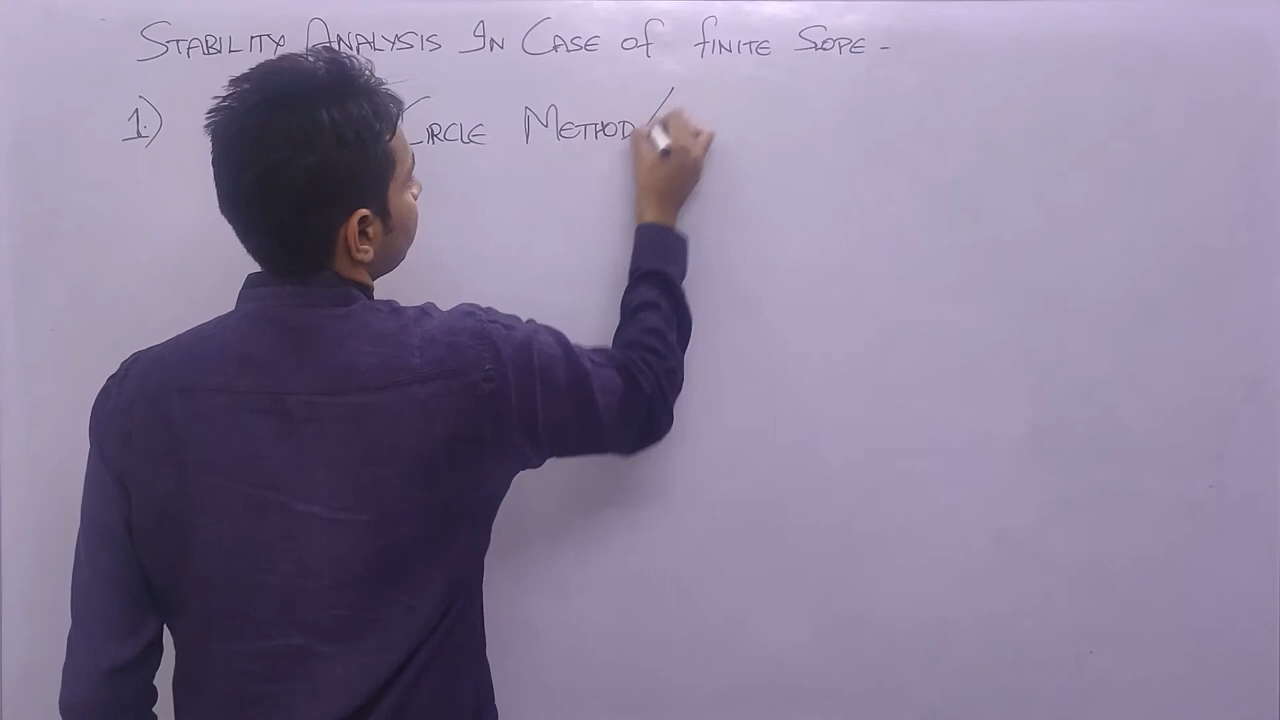 STABILITY ANALYSIS IN CASE OF FINITE SOPE -
1.) CIRCLE METHOD/